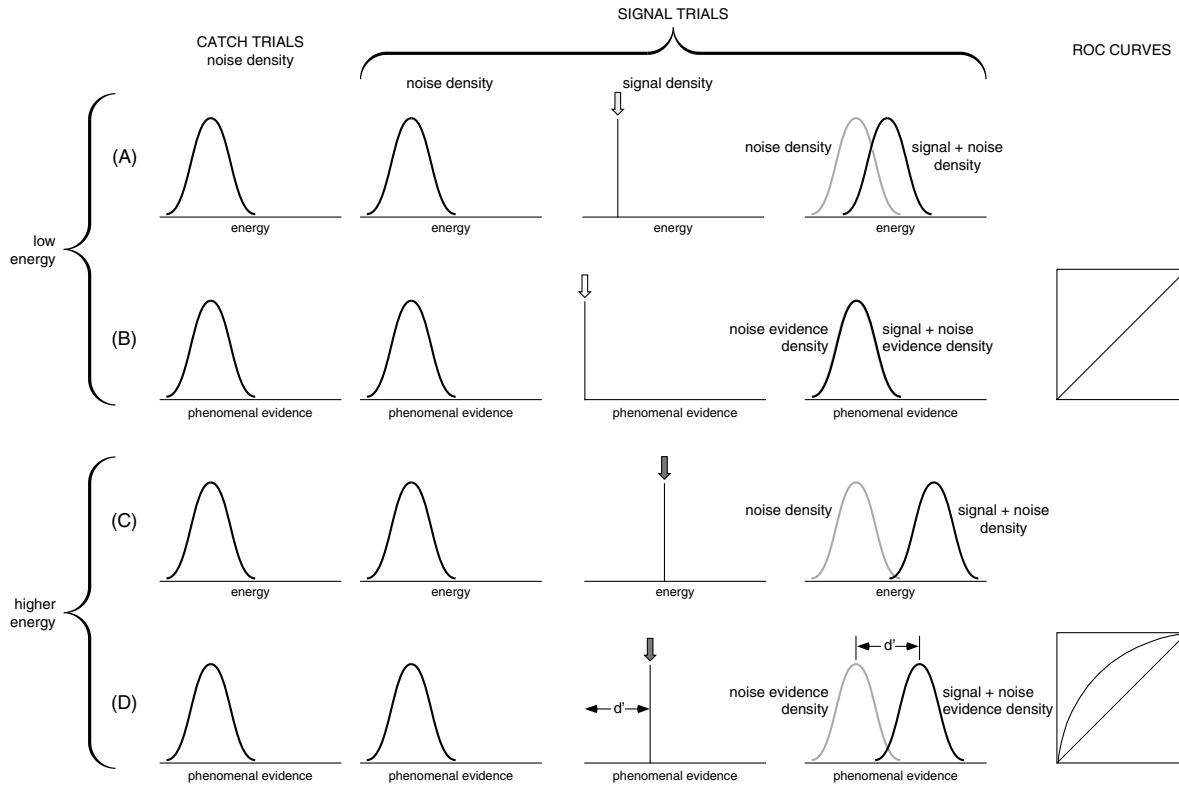 SIGNAL TRIALS
CATCH TRIALS
noise density
ROC CURVES
noise density
signal density
low
energy
(A)
noise density
signal + noise
density
energy
energy
energy
energy
(B)
noise evidence
density
signal + noise
evidence density
phenomenal evidence
phenomenal evidence
phenomenal evidence
phenomenal evidence
higher
energy
(C)
noise density
signal + noise
density
energy
energy
energy
energy
(D)
d'
d'
noise evidence
density
signal + noise
evidence density
phenomenal evidence
phenomenal evidence
phenomenal evidence
phenomenal evidence